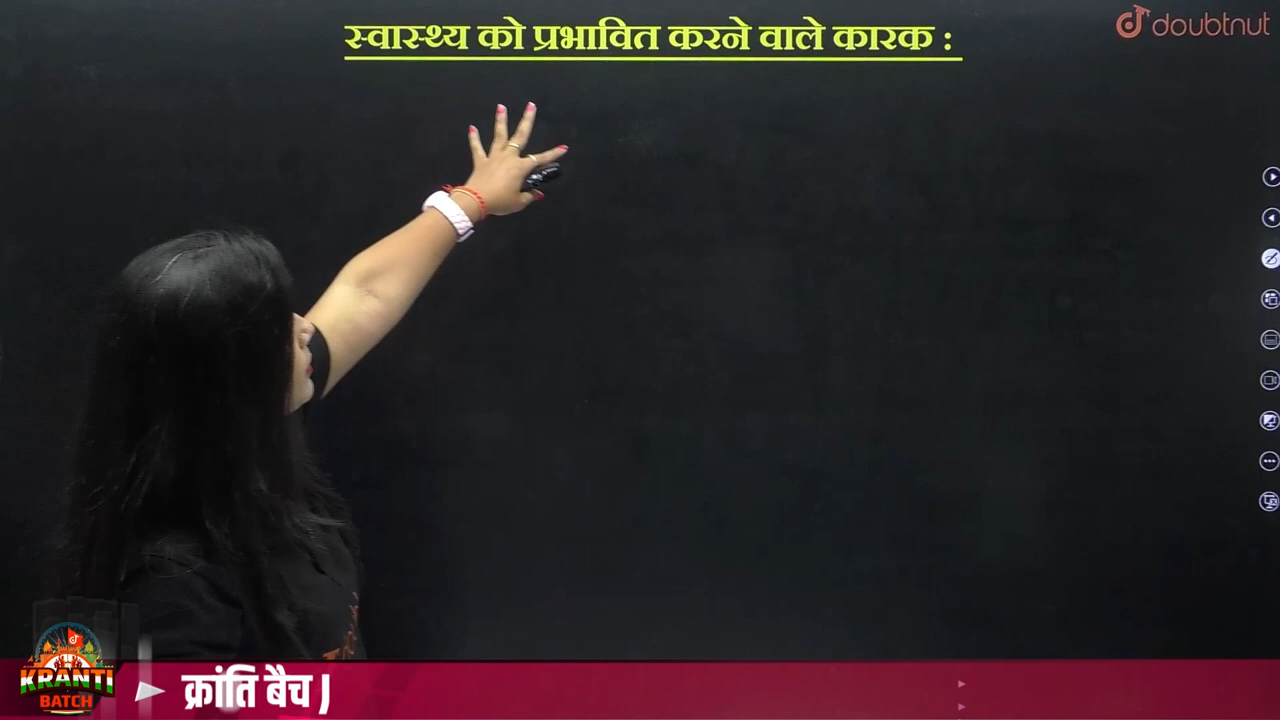 स्वास्थ्य को प्रभावित करने वाले कारक :
doubtnut
KRANTI
BATCH
क्रांति बैच J